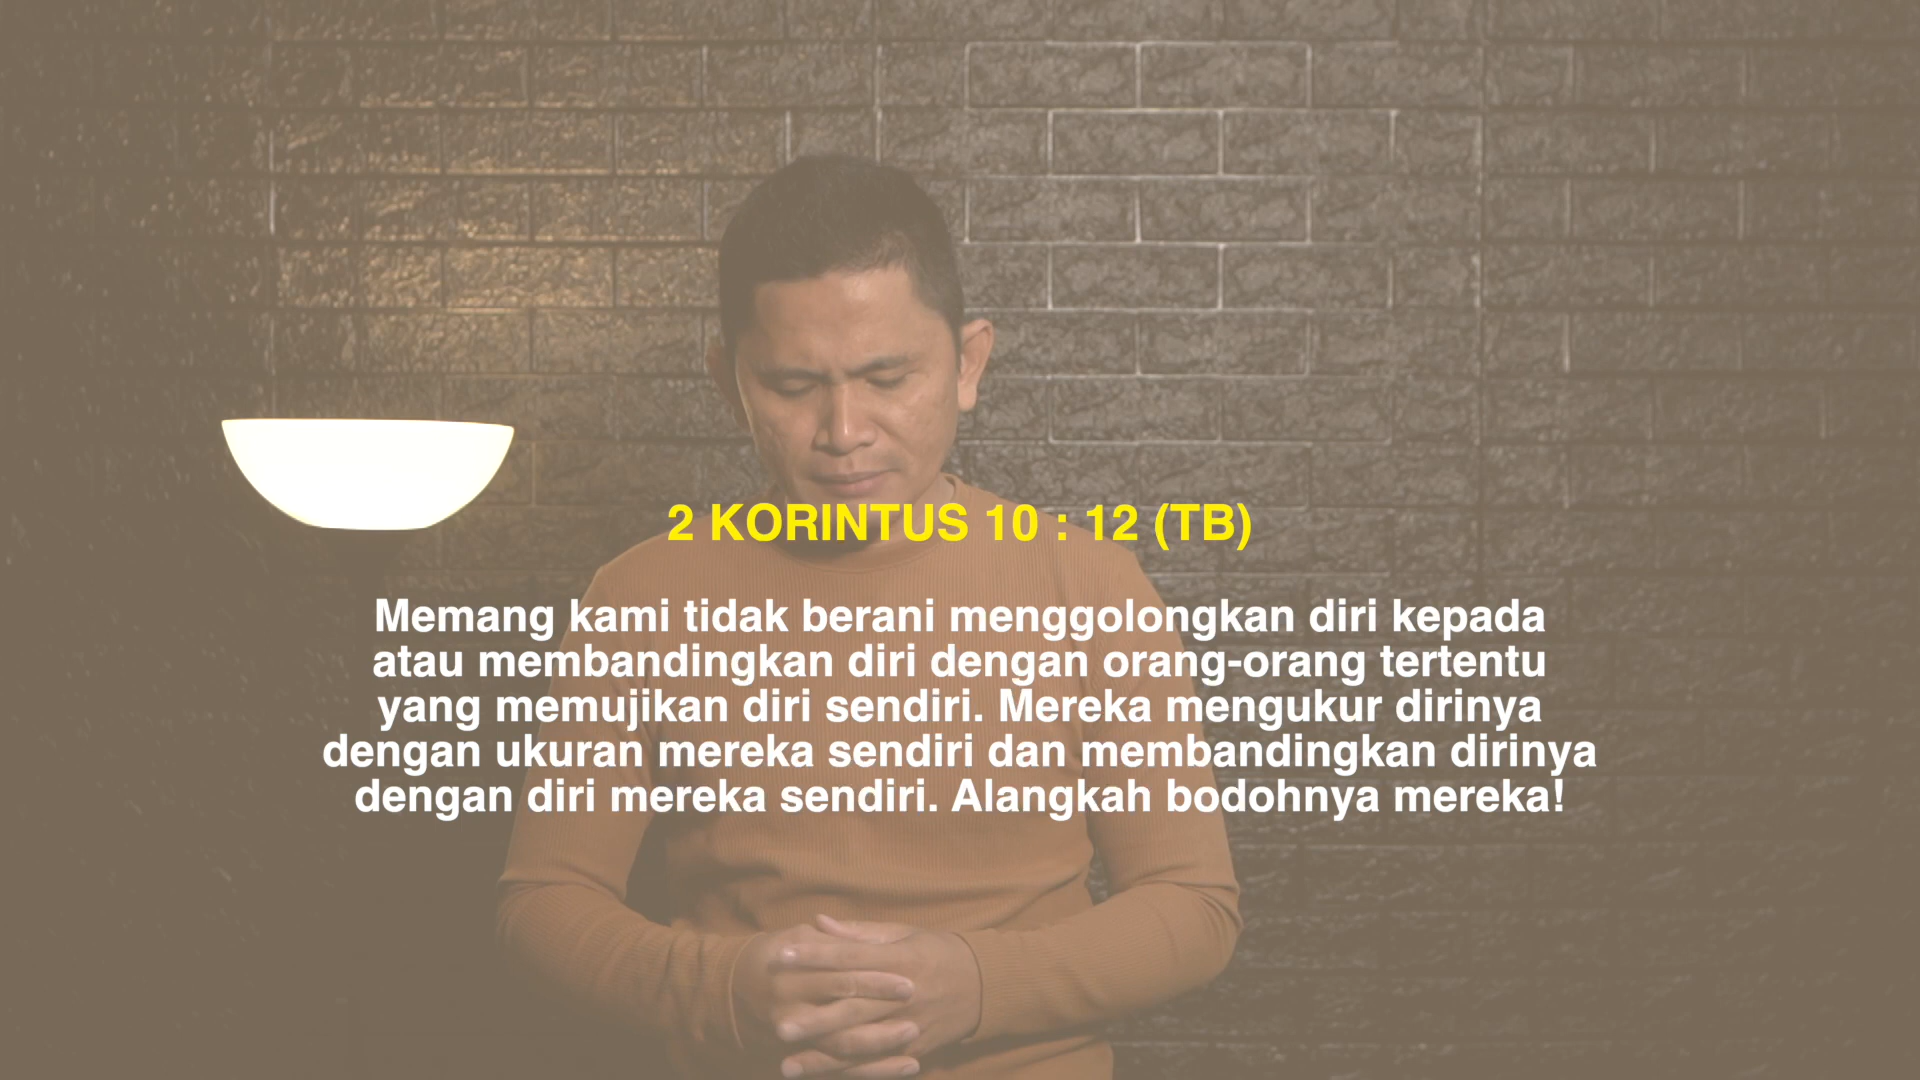 2 KORINTUS 10 : 12 (TB)
Memang kami tidak berani menggolongkan diri kepada
atau membandingkan diri dengan orang-orang tertentu
yang memujikan diri sendiri. Mereka mengukur dirinya
dengan ukuran mereka sendiri dan membandingkan dirinya
dengan diri mereka sendiri. Alangkah bodohnya mereka!